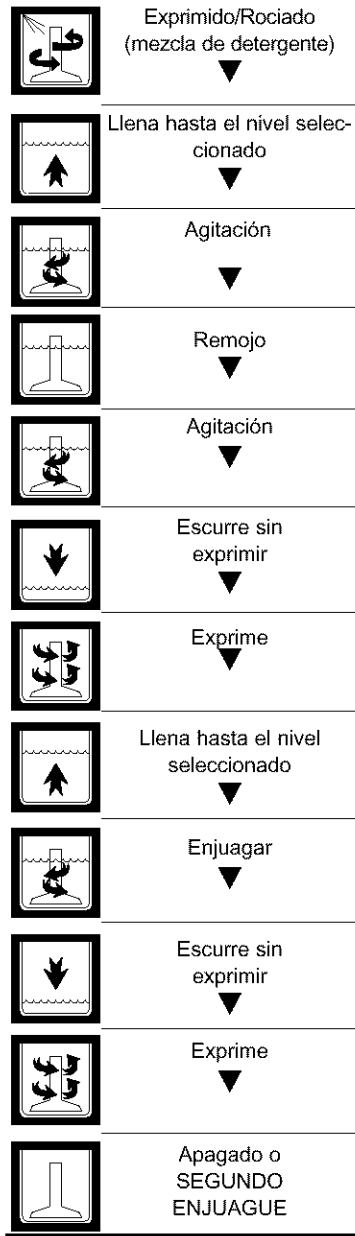 Exprimido/Rociado
(mezcla de detergente)
Llena hasta el nivel selec-
cionado
Agitación
Remojo
Agitación
Escurre sin
exprimir
Exprime
Llena hasta el nivel
seleccionado
Enjuagar
Escurre sin
exprimir
Exprime
Apagado o
SEGUNDO
ENJUAGUE